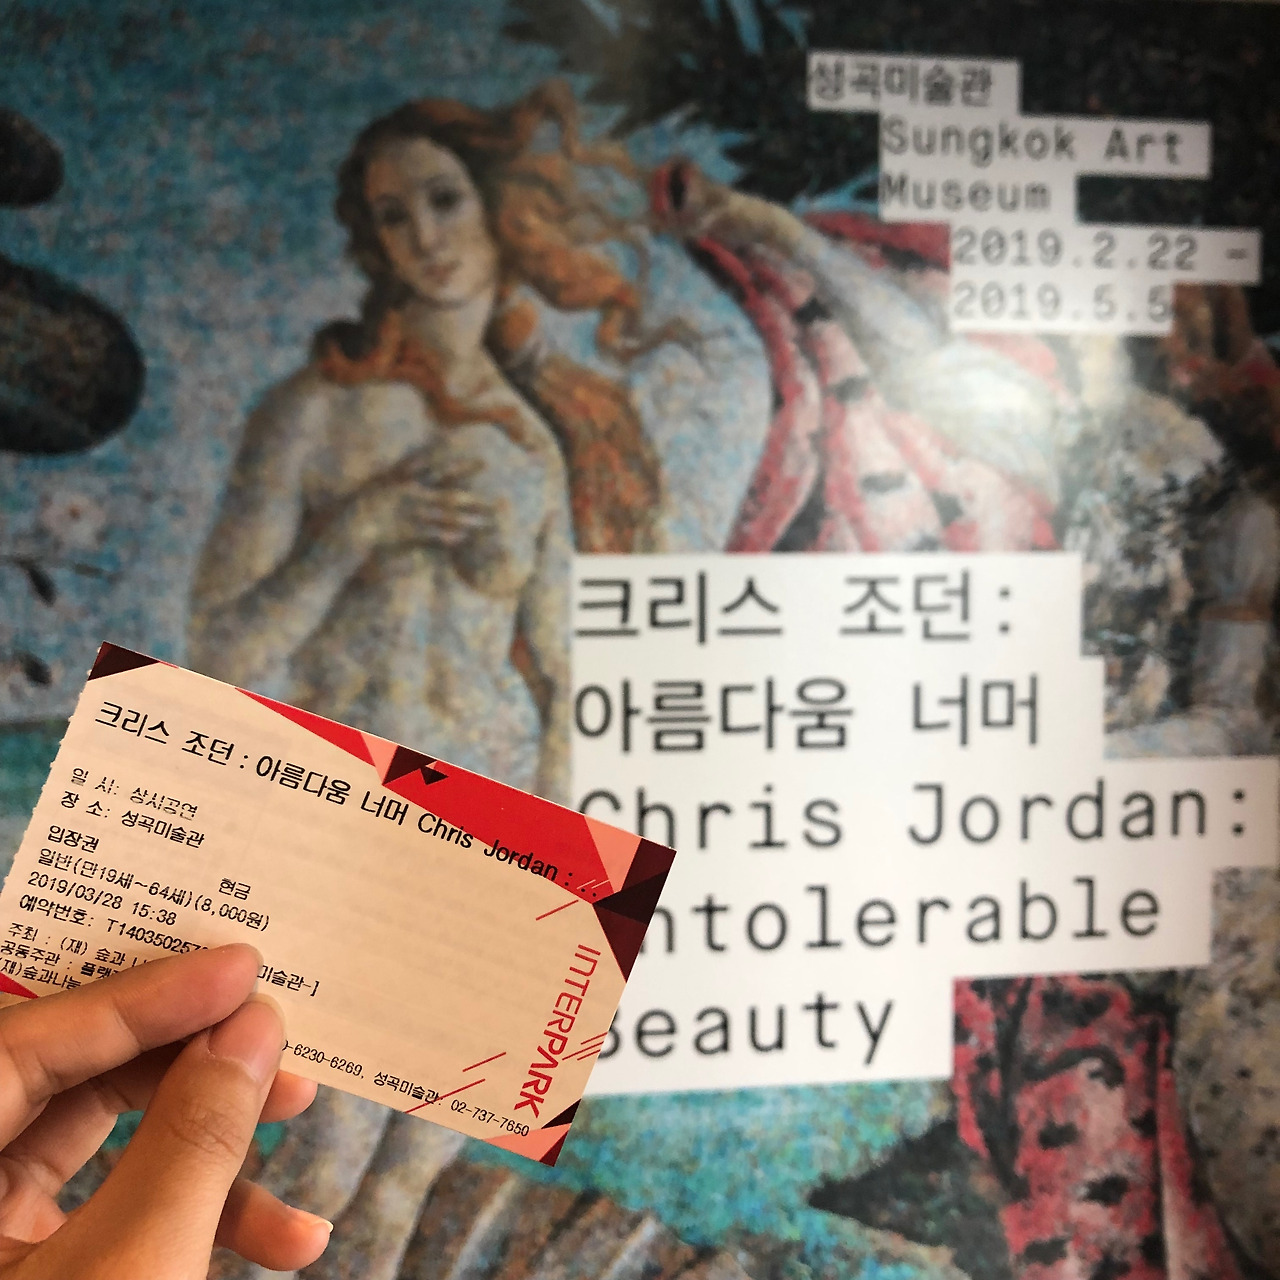 성곡미술관
Sungkok Art
Museum
2019.2.22 -
2019.5.5
크리스 조던:
아름다움 너머
Chris Jordan:
Intolerable
Beauty
크리스 조던 : 아름다움 너머 Chris Jordan : ..
일 시: 상시공연
장 소: 성곡미술관
입장권
일반(만19세~64세)(8,000원) 현금
2019/03/28 15:38
예약번호: T140350257
주최 : (재) 숲과
공동주관 : 미술관-]
(재)숲과나눔
-6230-6269, 성곡미술관: 02-737-7650
INTERPARK